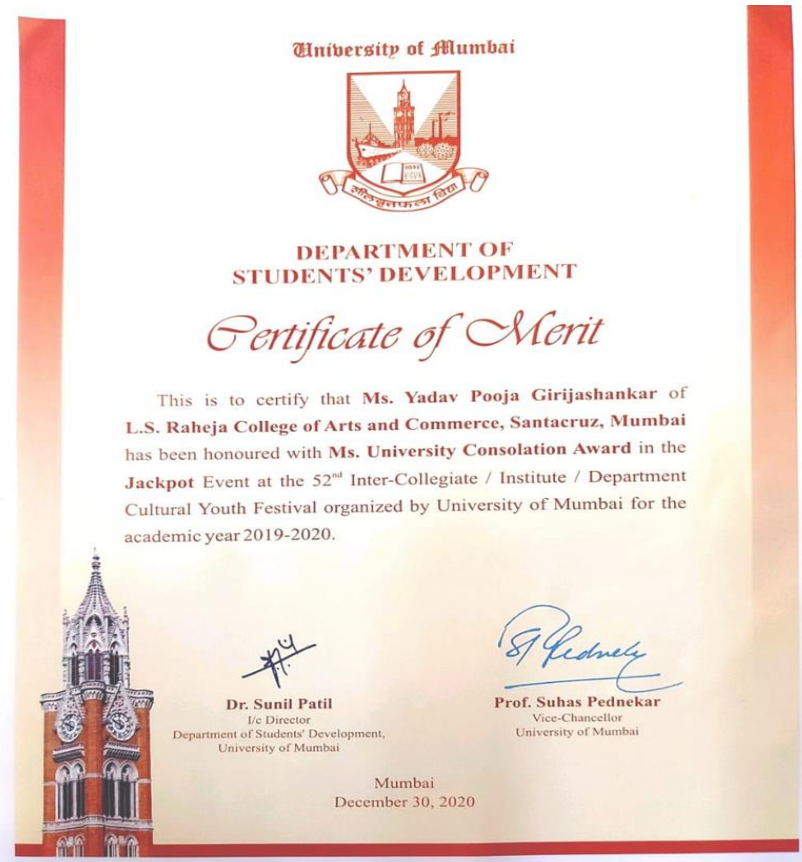 University of Mumbai
शीलवृतफला विद्या
DEPARTMENT OF
STUDENTS' DEVELOPMENT
Certificate of Merit
This is to certify that Ms. Yadav Pooja Girijashankar of
L.S. Raheja College of Arts and Commerce, Santacruz, Mumbai
has been honoured with Ms. University Consolation Award in the
Jackpot Event at the 52nd Inter-Collegiate / Institute / Department
Cultural Youth Festival organized by University of Mumbai for the
academic year 2019-2020.
Dr. Sunil Patil
I/c Director
Department of Students' Development,
University of Mumbai
Prof. Suhas Pednekar
Vice-Chancellor
University of Mumbai
Mumbai
December 30, 2020